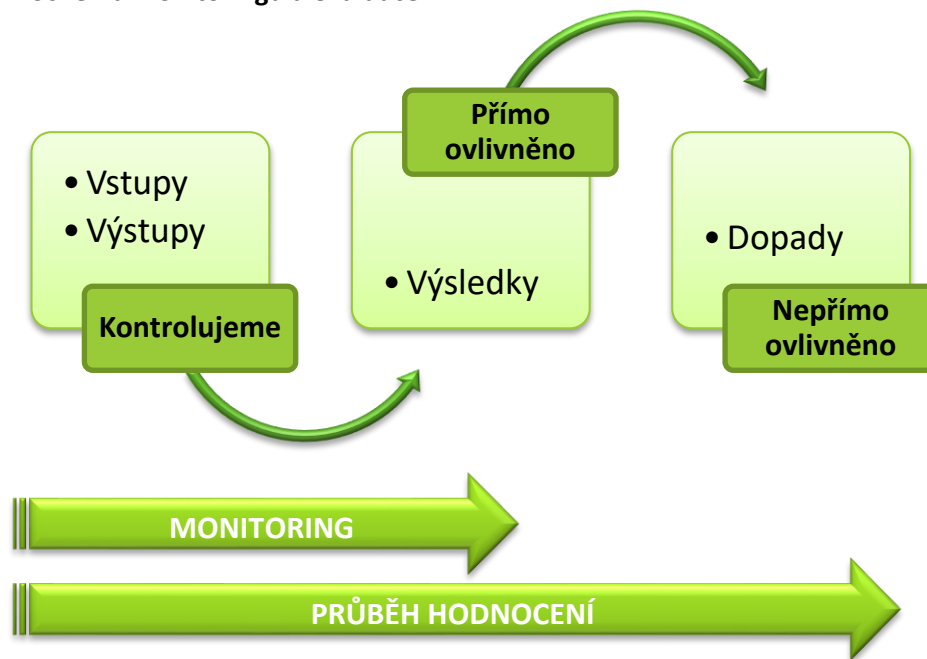 • Vstupy
• Výstupy
Kontrolujeme
Přímo
ovlivněno
• Výsledky
• Dopady
Nepřímo
ovlivněno
MONITORING
PRŮBĚH HODNOCENÍ